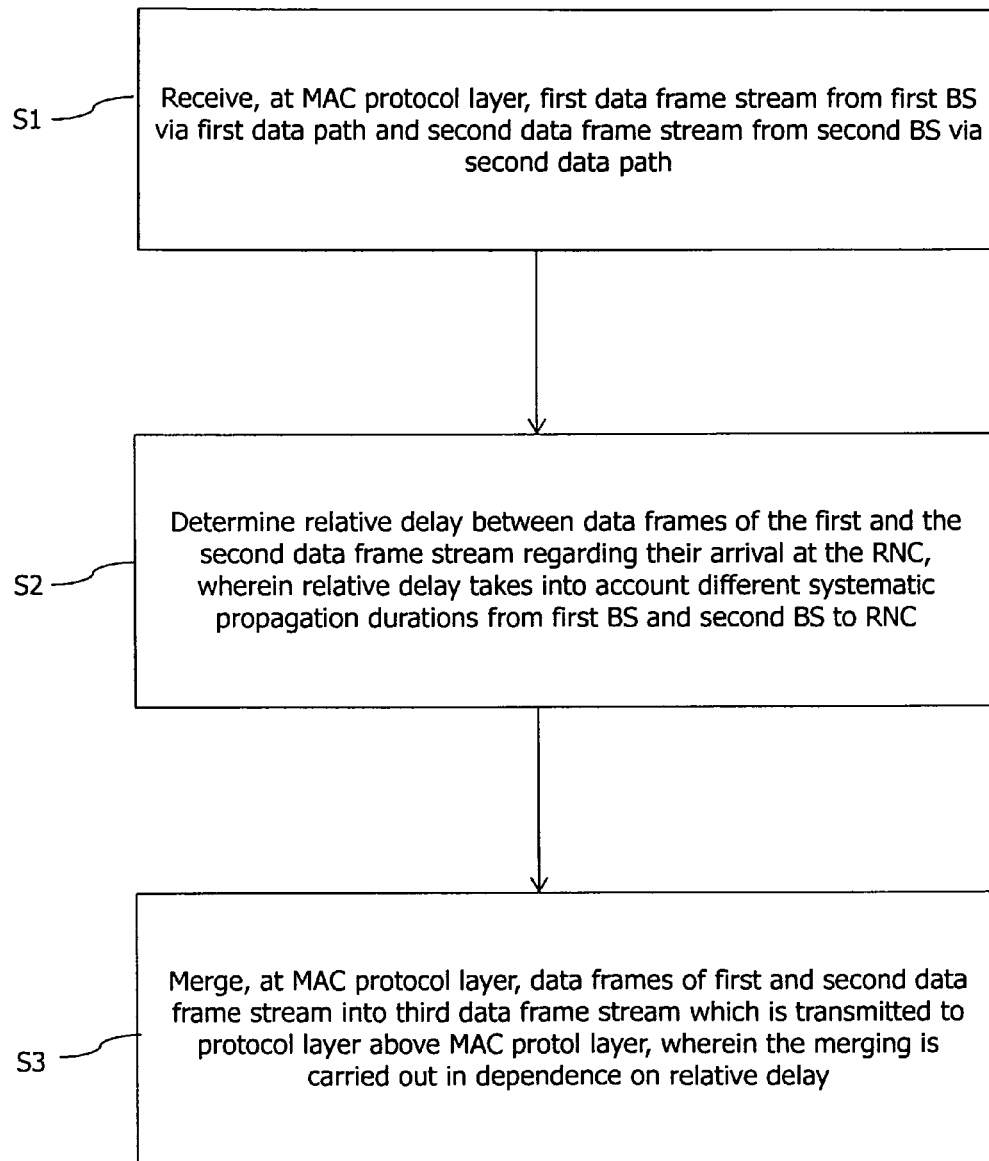 S1
Receive, at MAC protocol layer, first data frame stream from first BS
via first data path and second data frame stream from second BS via
second data path
S2
Determine relative delay between data frames of the first and the
second data frame stream regarding their arrival at the RNC,
wherein relative delay takes into account different systematic
propagation durations from first BS and second BS to RNC
S3
Merge, at MAC protocol layer, data frames of first and second data
frame stream into third data frame stream which is transmitted to
protocol layer above MAC protol layer, wherein the merging is
carried out in dependence on relative delay